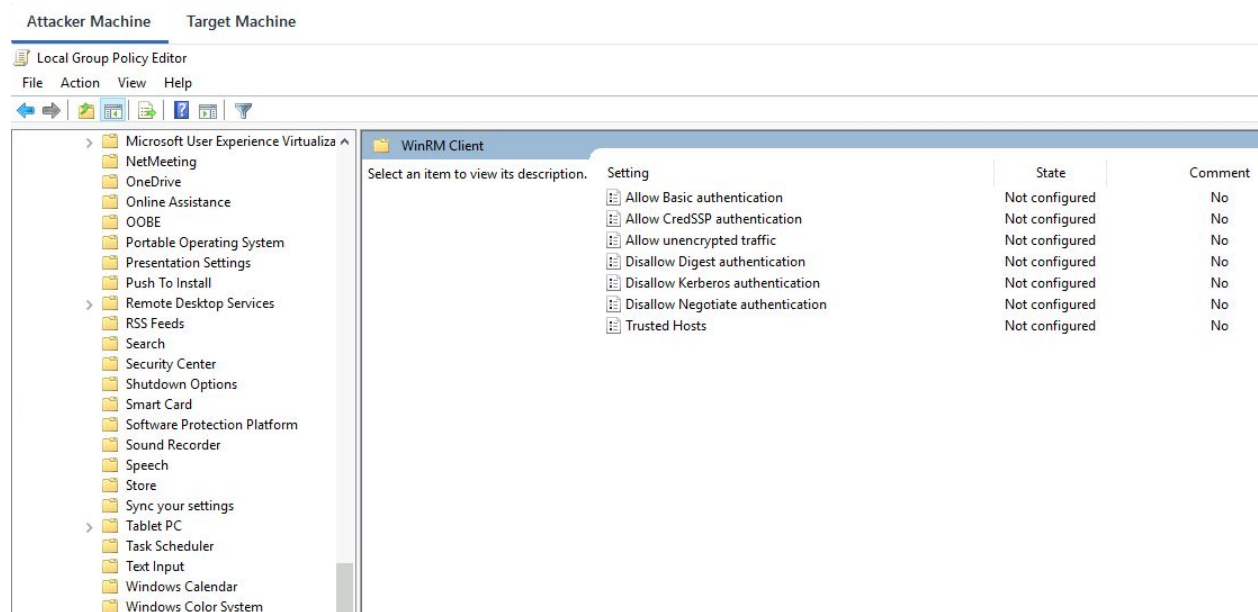 Attacker Machine Target Machine
Local Group Policy Editor
File Action View Help
Microsoft User Experience Virtualiza
NetMeeting
OneDrive
Online Assistance
OOBE
Portable Operating System
Presentation Settings
Push To Install
Remote Desktop Services
RSS Feeds
Search
Security Center
Shutdown Options
Smart Card
Software Protection Platform
Sound Recorder
Speech
Store
Sync your settings
Tablet PC
Task Scheduler
Text Input
Windows Calendar
Windows Color System
WinRM Client
Select an item to view its description.
Setting State Comment
Allow Basic authentication Not configured No
Allow CredSSP authentication Not configured No
Allow unencrypted traffic Not configured No
Disallow Digest authentication Not configured No
Disallow Kerberos authentication Not configured No
Disallow Negotiate authentication Not configured No
Trusted Hosts Not configured No